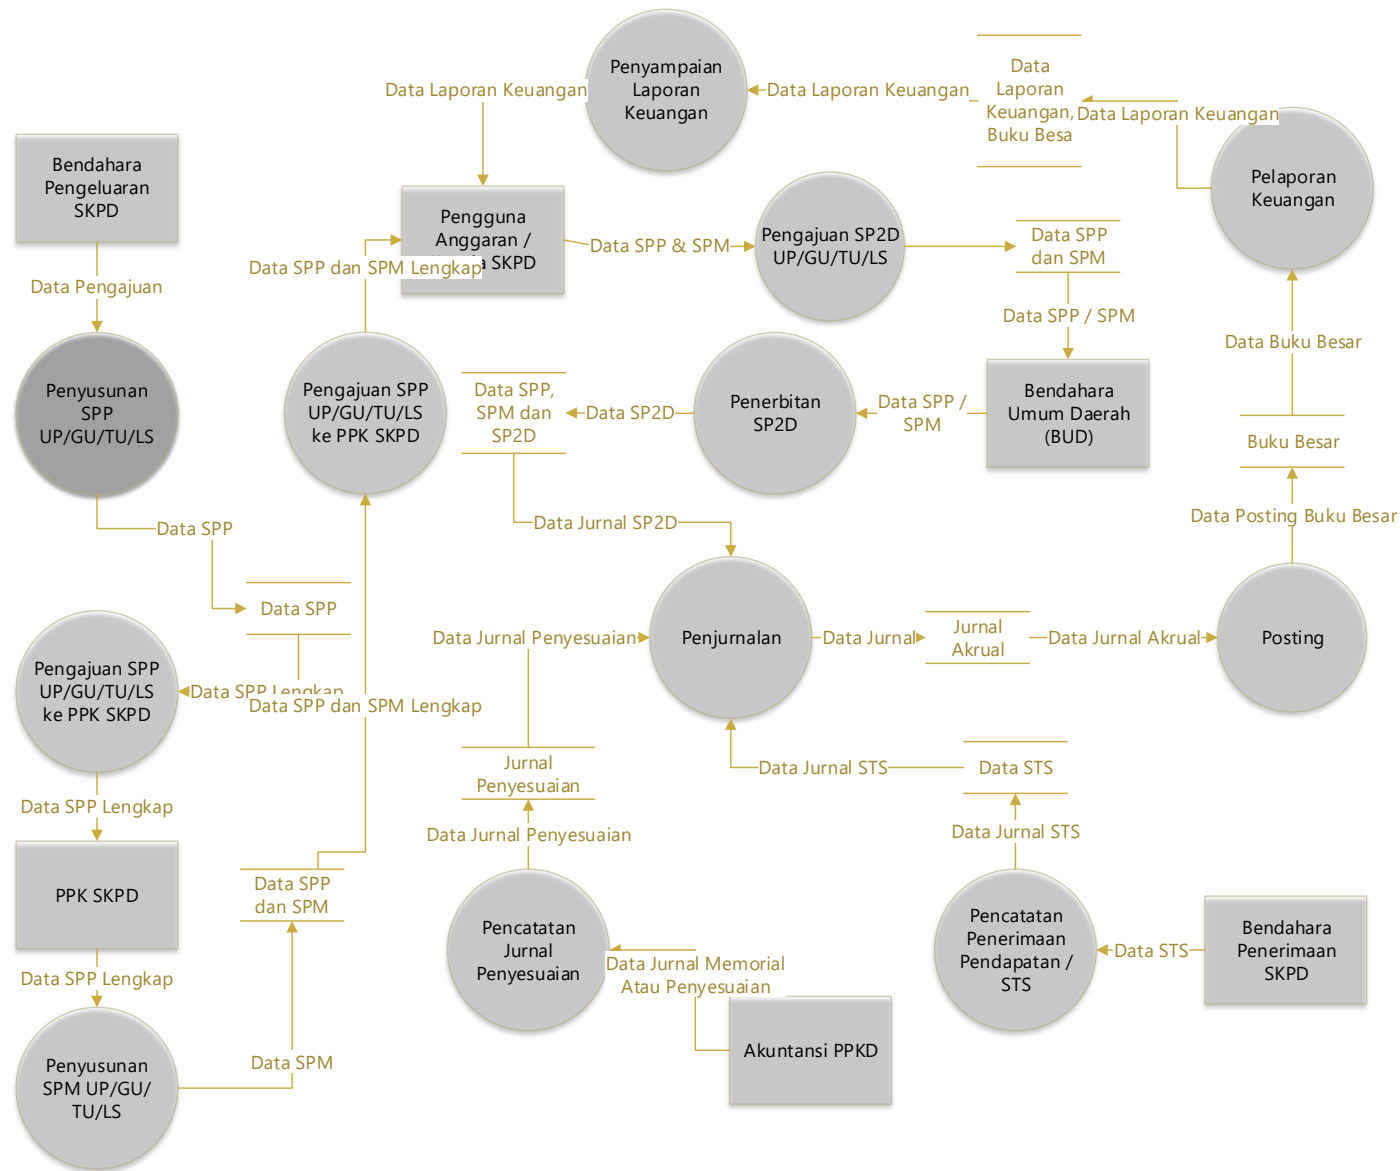 Penyampaian
Laporan
Keuangan
Data Laporan Keuangan
Data Laporan Keuangan
Data
Laporan
Keuangan,
Buku Besa
Data Laporan Keuangan
Pelaporan
Keuangan
Bendahara
Pengeluaran
SKPD
Data Pengajuan
Penyusunan
SPP
UP/GU/TU/LS
Data SPP
Data SPP
Data SPP Lengkap
Pengajuan SPP
UP/GU/TU/LS
ke PPK SKPD
Data SPP Lengkap
PPK SKPD
Data SPP Lengkap
Penyusunan
SPM UP/GU/
TU/LS
Data SPM
Data SPP
dan SPM
Data SPP dan SPM Lengkap
Pengajuan SPP
UP/GU/TU/LS
ke PPK SKPD
Data SPP dan SPM Lengkap
Pengguna
Anggaran /
SKPD
Data SPP & SPM
Pengajuan SP2D
UP/GU/TU/LS
Data SPP
dan SPM
Data SPP / SPM
Bendahara
Umum Daerah
(BUD)
Data SPP /
SPM
Penerbitan
SP2D
Data SP2D
Data SPP,
SPM dan
SP2D
Data Jurnal SP2D
Penjurnalan
Data Jurnal
Jurnal
Akrual
Data Jurnal Akrual
Posting
Data Posting Buku Besar
Buku Besar
Data Buku Besar
Data Jurnal Penyesuaian
Jurnal
Penyesuaian
Data Jurnal Penyesuaian
Pencatatan
Jurnal
Penyesuaian
Data Jurnal Memorial
Atau Penyesuaian
Akuntansi PPKD
Data Jurnal STS
Data STS
Data Jurnal STS
Pencatatan
Penerimaan
Pendapatan /
STS
Data STS
Bendahara
Penerimaan
SKPD